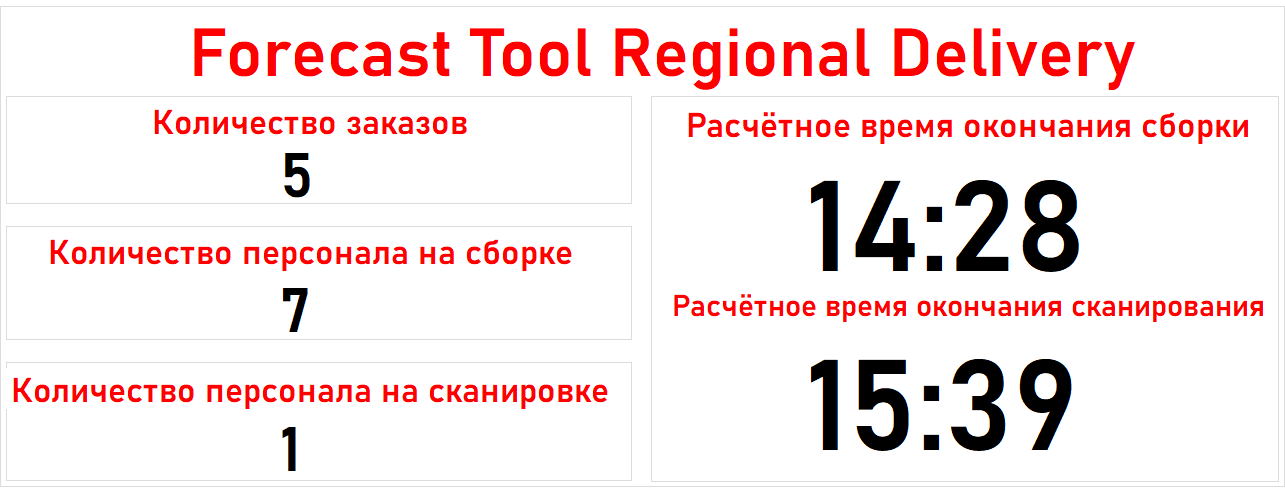 Forecast Tool Regional Delivery
Количество заказов
5
Количество персонала на сборке
7
Количество персонала на сканировке
1
Расчётное время окончания сборки
14:28
Расчётное время окончания сканирования
15:39